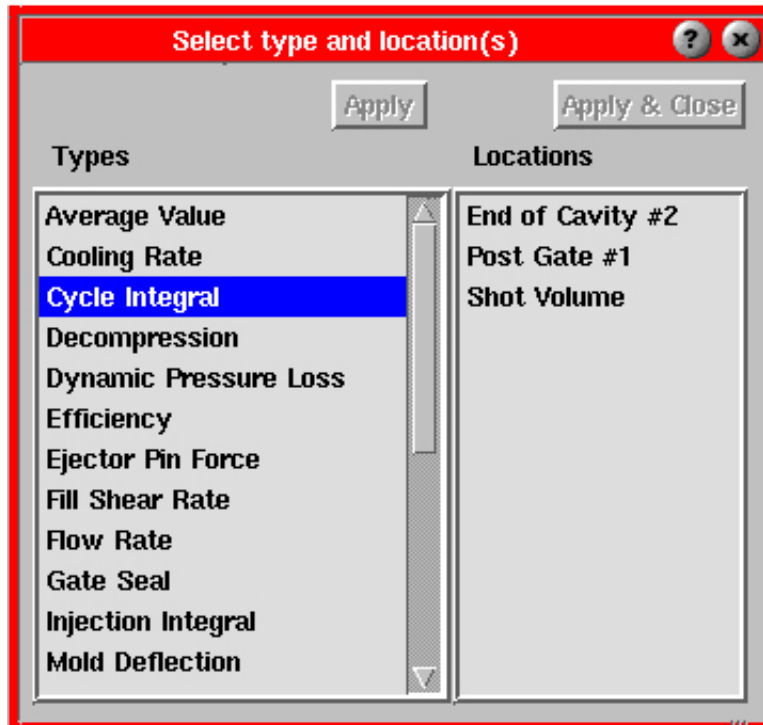 Select type and location(s)
Apply
Apply & Close
Types
Locations
Average Value
Cooling Rate
Cycle Integral
Decompression
Dynamic Pressure Loss
Efficiency
Ejector Pin Force
Fill Shear Rate
Flow Rate
Gate Seal
Injection Integral
Mold Deflection
End of Cavity #2
Post Gate #1
Shot Volume